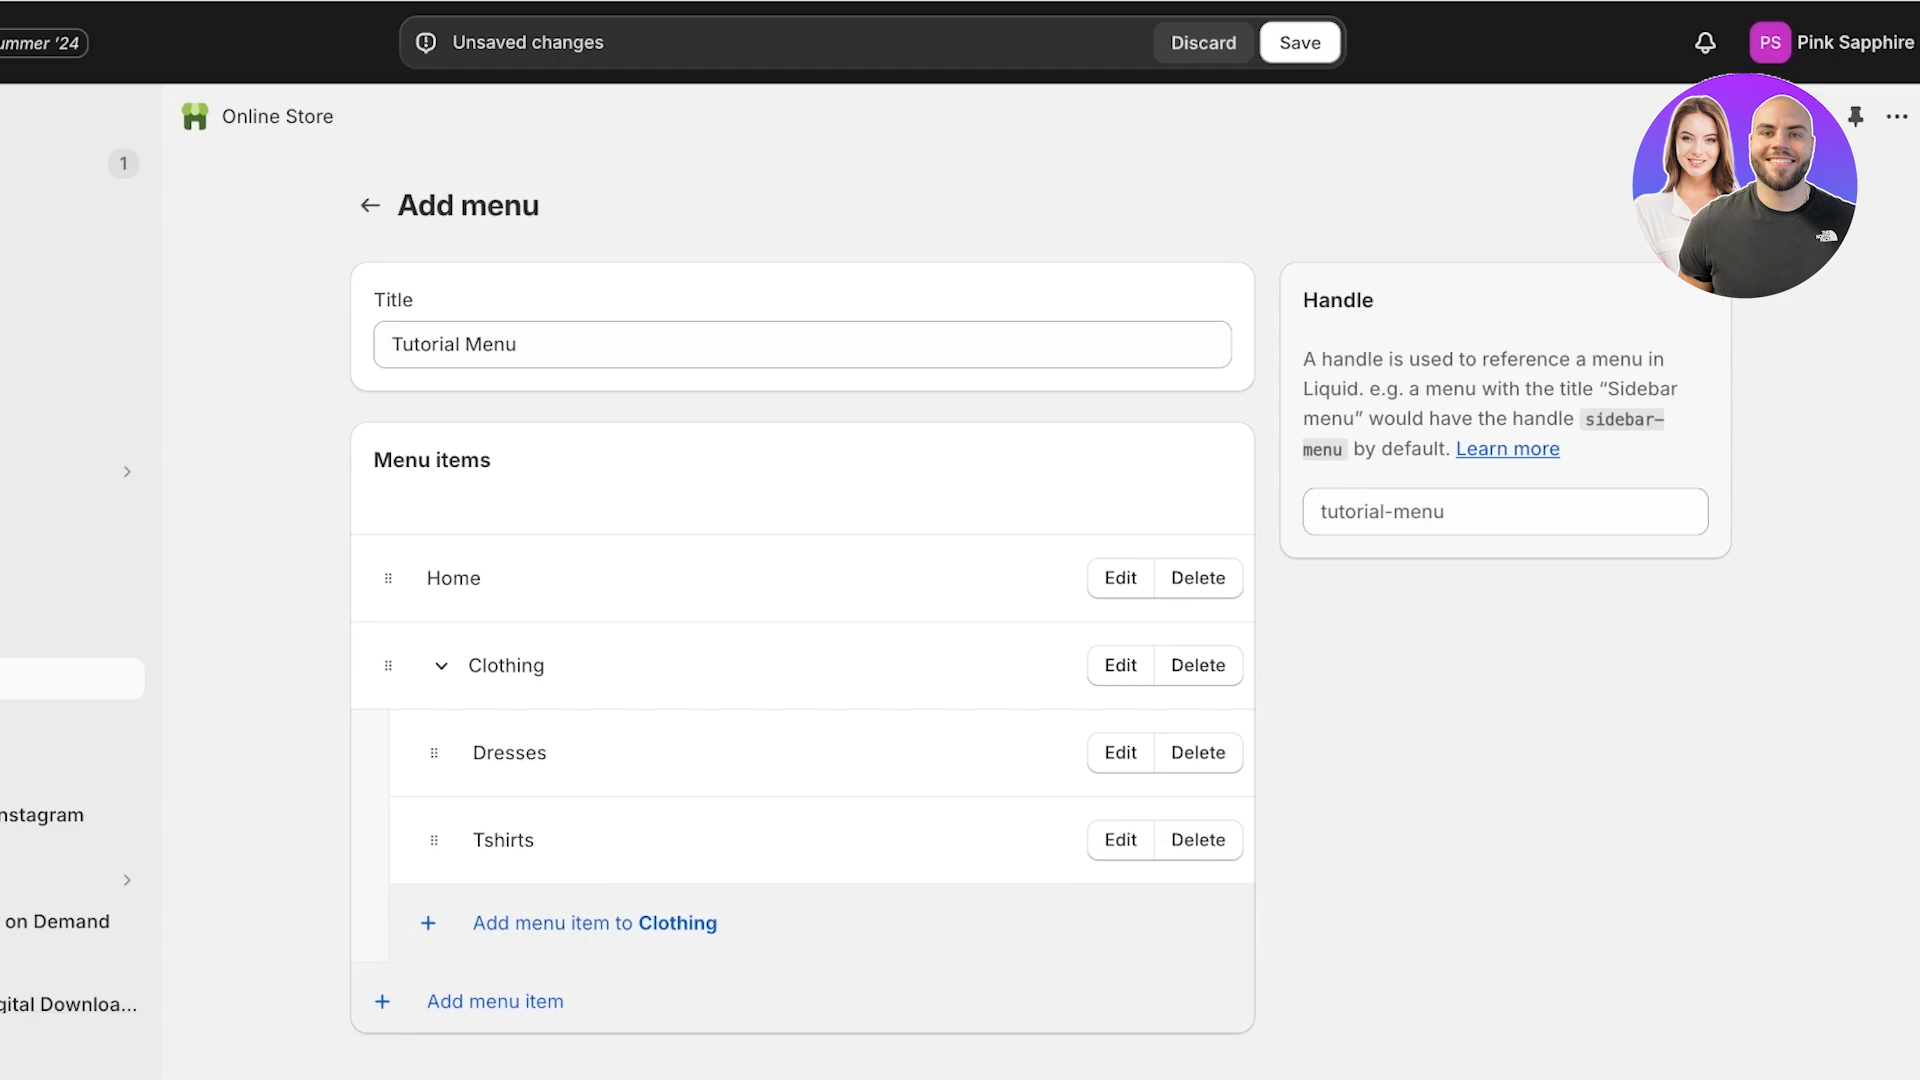 ummer '24
Unsaved changes
Discard
Save
PS
Pink Sapphire
Online Store
1
Add menu
Title
Tutorial Menu
Handle
A handle is used to reference a menu in
Liquid. e.g. a menu with the title “Sidebar
menu” would have the handle sidebar-
menu by default. Learn more
tutorial-menu
Menu items
Home
Edit
Delete
Clothing
Edit
Delete
Dresses
Edit
Delete
Tshirts
Edit
Delete
Add menu item to Clothing
Add menu item
nstagram
on Demand
gital Downloa...